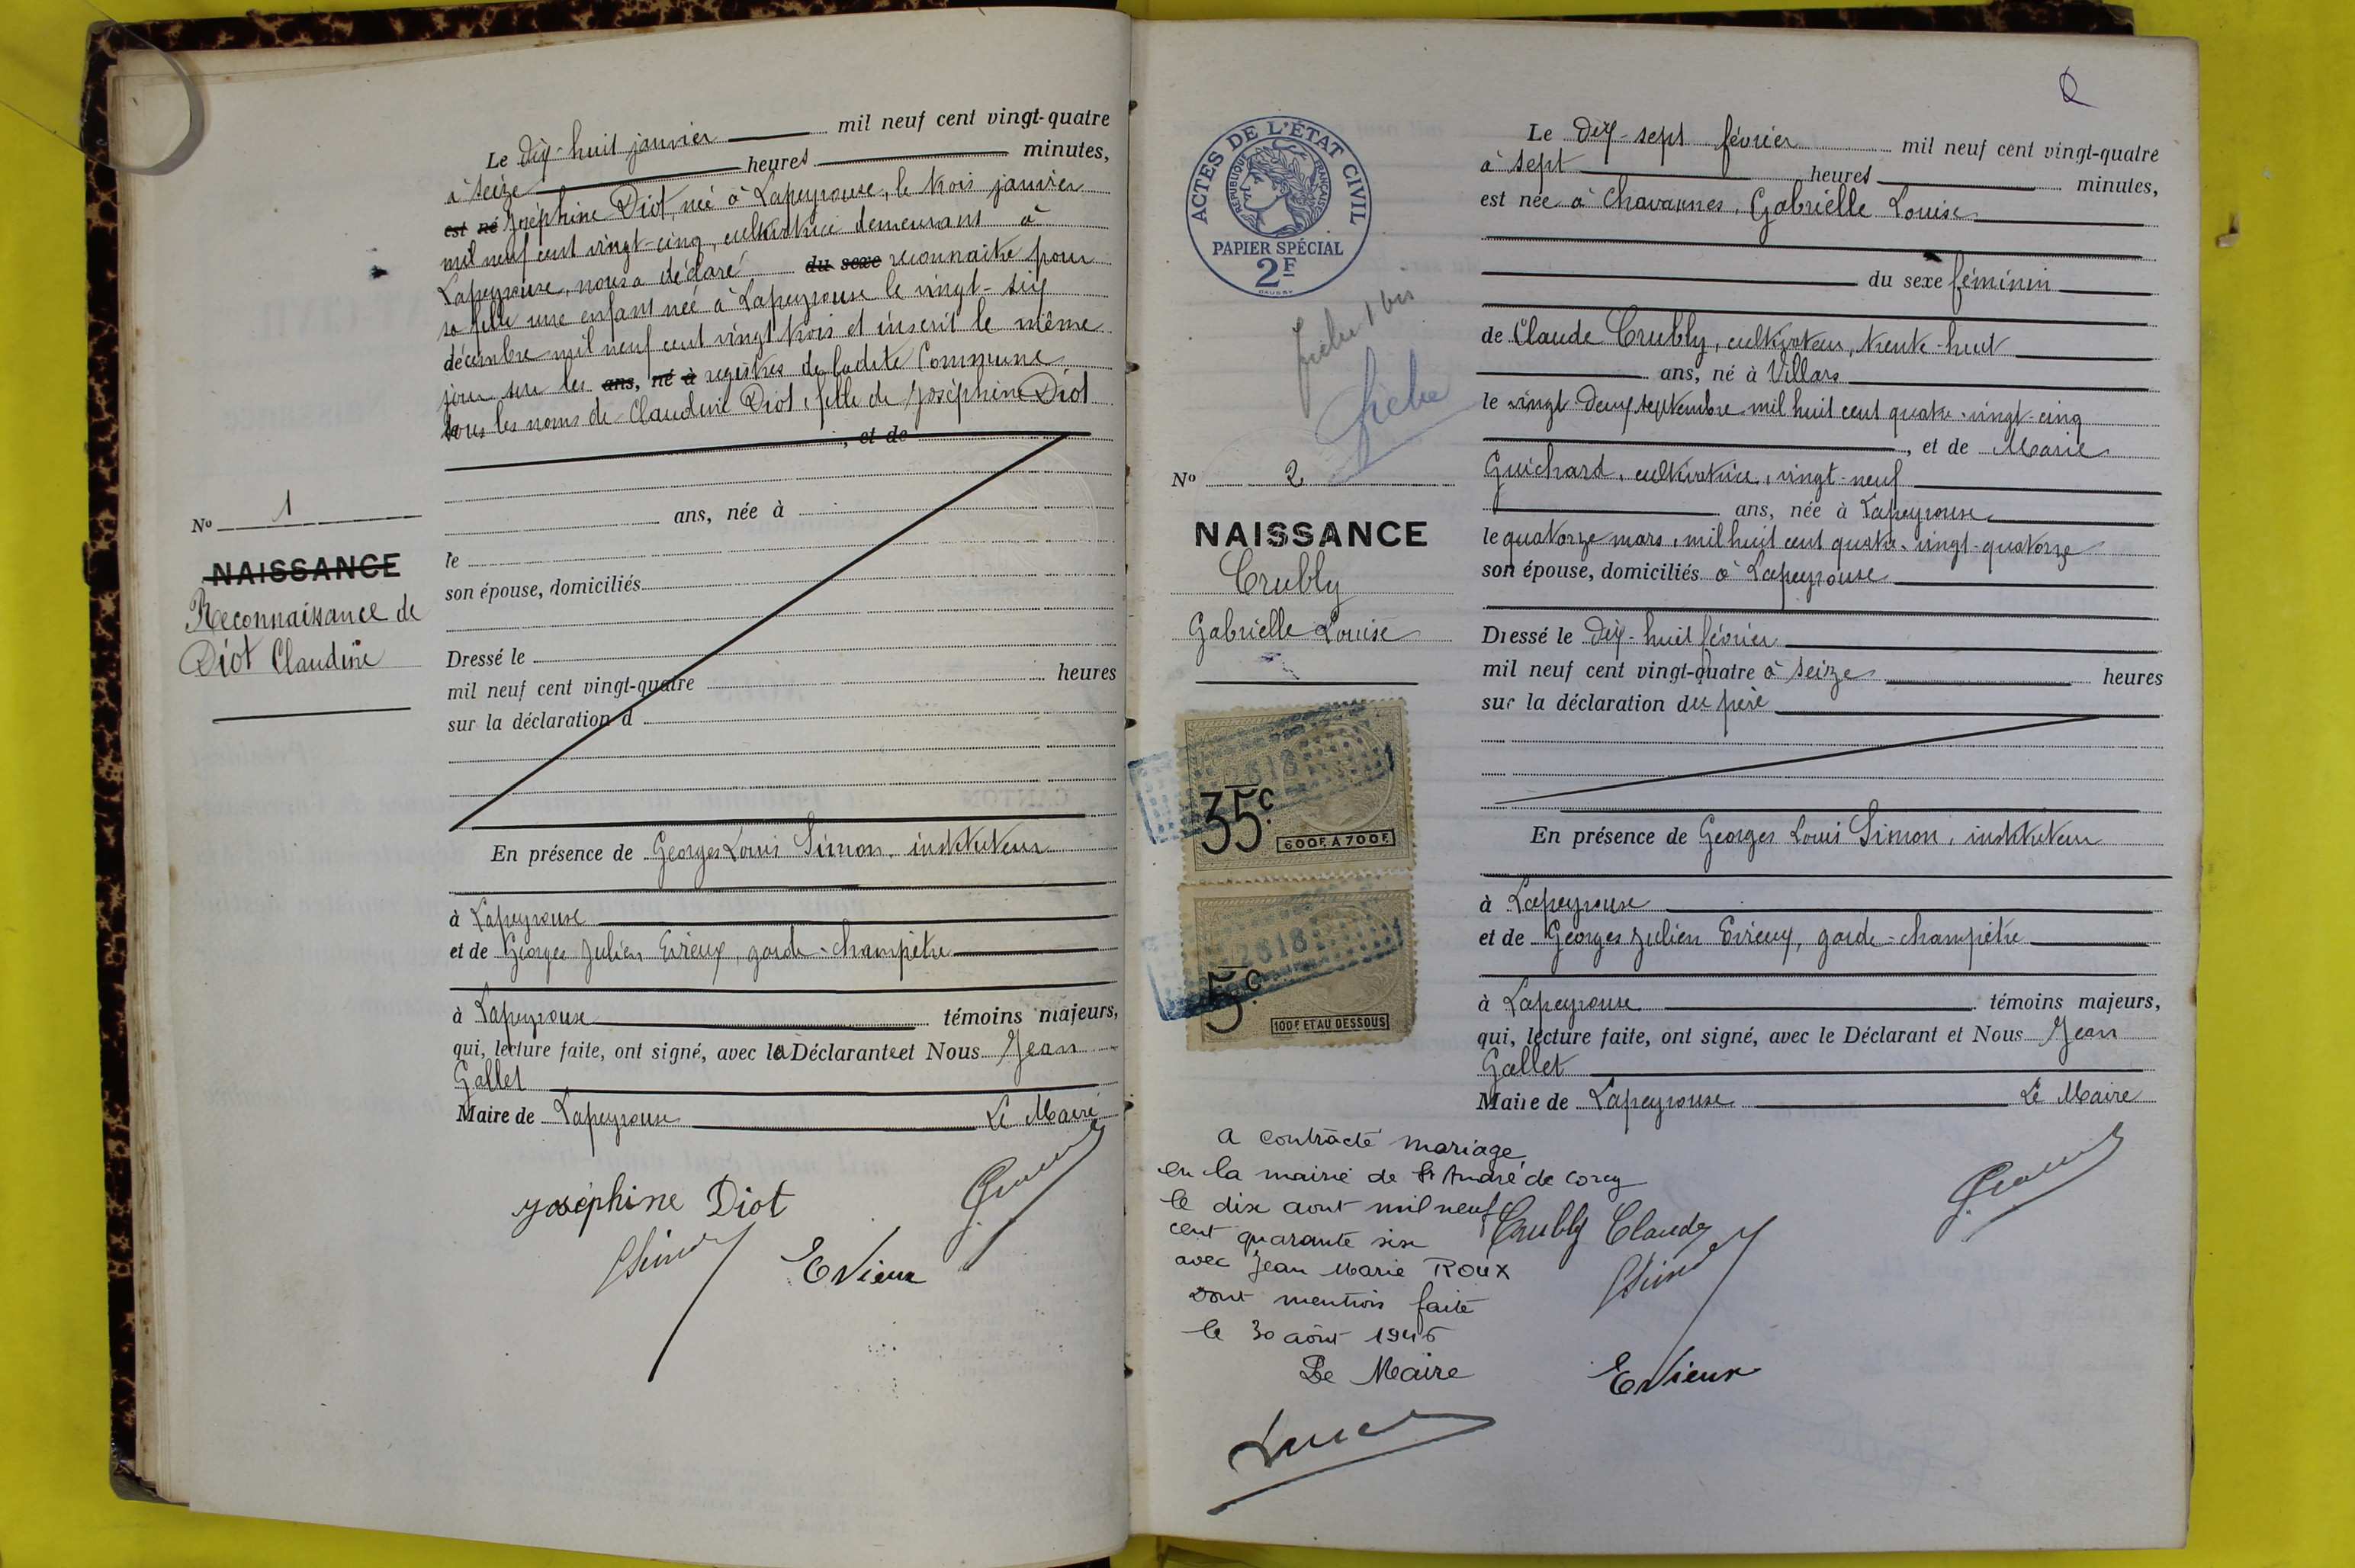 Le dix-huit janvier mil neuf cent vingt-quatre
à seize heures minutes,
est né Joséphine Diot, née à Lapeyrouse, le trois janvier
mil neuf cent vingt-cinq, cultivatrice demeurant à
Lapeyrouse, nous a déclaré du sexe reconnaitre pour
sa fille une enfant née à Lapeyrouse le vingt-six
décembre mil neuf cent vingt trois et inscrit le même
jour sur les ans, né à registres de ladite Commune
sous les noms de Claudine Diot, fille de Joséphine Diot
, et de
ans, née à
le
son épouse, domiciliés
Dressé le
mil neuf cent vingt-quatre heures
sur la déclaration d
En présence de Georges Louis Simon, instituteur
à Lapeyrouse
et de Georges Julien Evieux, garde-champêtre
à Lapeyrouse témoins majeurs,
qui, lecture faite, ont signé, avec la Déclarante et Nous Jean
Gallet
Maire de Lapeyrouse Le Maire
Joséphine Diot
Evieux
No 1
NAISSANCE
Reconnaissance de
Diot Claudine
2
ACTES DE L'ÉTAT CIVIL
RÉPUBLIQUE FRANÇAISE
PAPIER SPÉCIAL
2F
fiche
No 2
NAISSANCE
Crubly
Gabrielle Louise
2818
35c
600F. A 700F.
2818
5c
100F ET AU DESSOUS
Le dix-sept février mil neuf cent vingt-quatre
à sept heures minutes,
est née à Chavannes, Gabrielle Louise
du sexe féminin
de Claude Crubly, cultivateur, trente-huit
ans, né à Villars
le vingt deux septembre mil huit cent quatre-vingt-cinq
, et de Marie
Guichard, cultivatrice, vingt-neuf
ans, née à Lapeyrouse
le quatorze mars, mil huit cent quatre-vingt-quatorze
son épouse, domiciliés à Lapeyrouse
Dressé le dix-huit février
mil neuf cent vingt-quatre à seize heures
sur la déclaration du père
En présence de Georges Louis Simon, instituteur
à Lapeyrouse
et de Georges Julien Evieux, garde-champêtre
à Lapeyrouse témoins majeurs,
qui, lecture faite, ont signé, avec le Déclarant et Nous Jean
Gallet
Maire de Lapeyrouse Le Maire
a contracté mariage
en la mairie de St André de Corcy
le dix aout mil neuf
cent quarante six
avec Jean Marie ROUX
dont mention faite
le 30 août 1946
Le Maire
Crubly Claude
Evieux